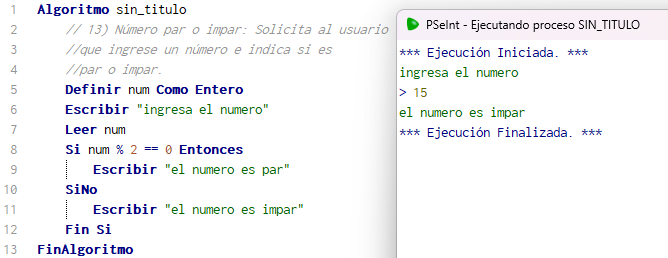 1 Algoritmo sin_titulo
2 // 13) Número par o impar: Solicita al usuario
3 //que ingrese un número e indica si es
4 //par o impar.
5 Definir num Como Entero
6 Escribir "ingresa el numero"
7 Leer num
8 Si num % 2 == 0 Entonces
9 Escribir "el numero es par"
10 SiNo
11 Escribir "el numero es impar"
12 Fin Si
13 FinAlgoritmo
PSeInt - Ejecutando proceso SIN_TITULO
*** Ejecución Iniciada. ***
ingresa el numero
> 15
el numero es impar
*** Ejecución Finalizada. ***